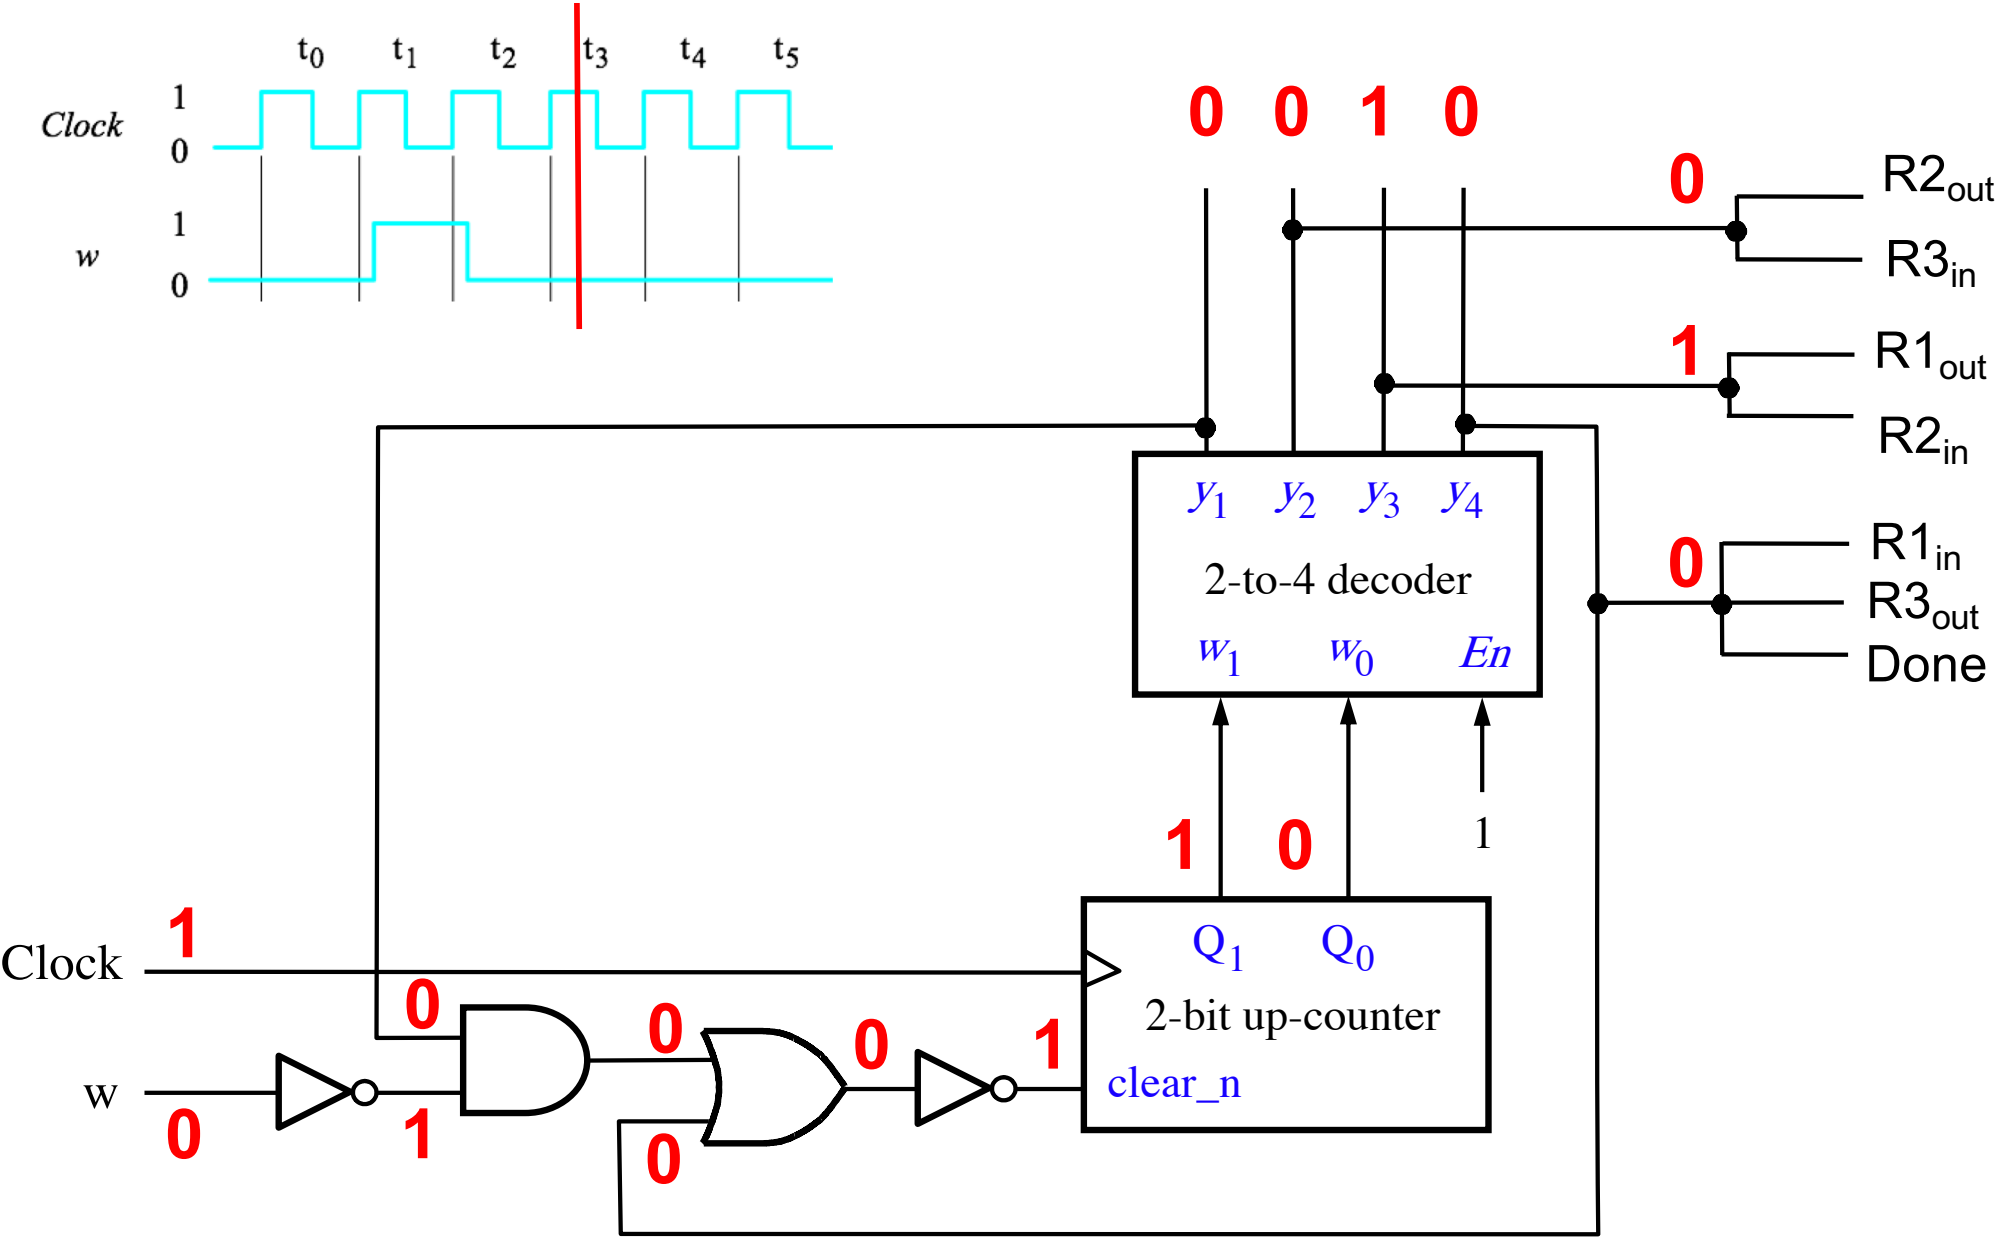 t0 t1 t2 t3 t4 t5
1
Clock
0
1
w
0
0 0 1 0
0
R2out
R3in
1
R1out
R2in
y1 y2 y3 y4
2-to-4 decoder
w1 w0 En
0
R1in
R3out
Done
1 0
1
Q1 Q0
2-bit up-counter
clear_n
Clock
1
0
0
0
1
w
0
1
0